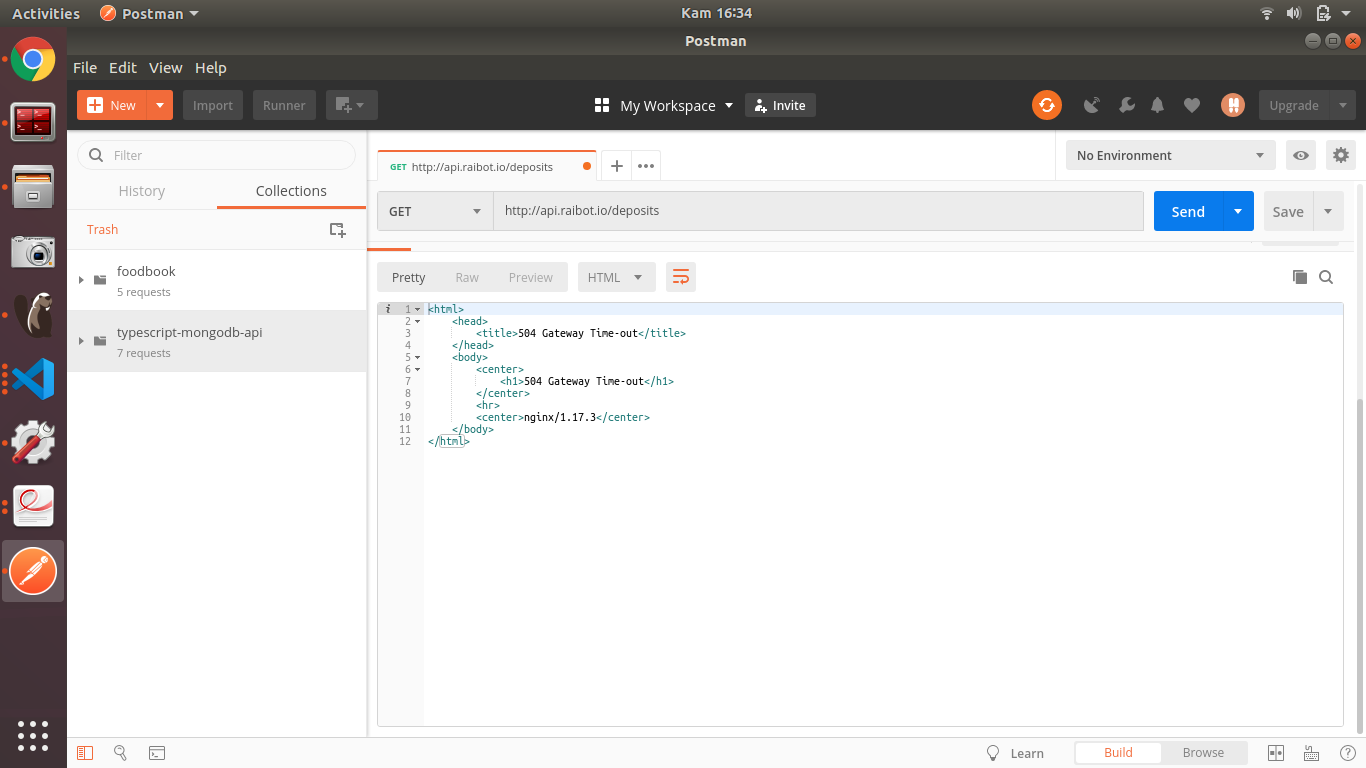 Activities Postman Kam 16:34
Postman
File Edit View Help
New Import Runner My Workspace Invite Upgrade
Filter
History Collections
Trash
foodbook
5 requests
typescript-mongodb-api
7 requests
GET http://api.raibot.io/deposits
No Environment
GET http://api.raibot.io/deposits Send Save
Pretty Raw Preview HTML
i 1 <html>
2 <head>
3 <title>504 Gateway Time-out</title>
4 </head>
5 <body>
6 <center>
7 <h1>504 Gateway Time-out</h1>
8 </center>
9 <hr>
10 <center>nginx/1.17.3</center>
11 </body>
12 </html>
Learn Build Browse